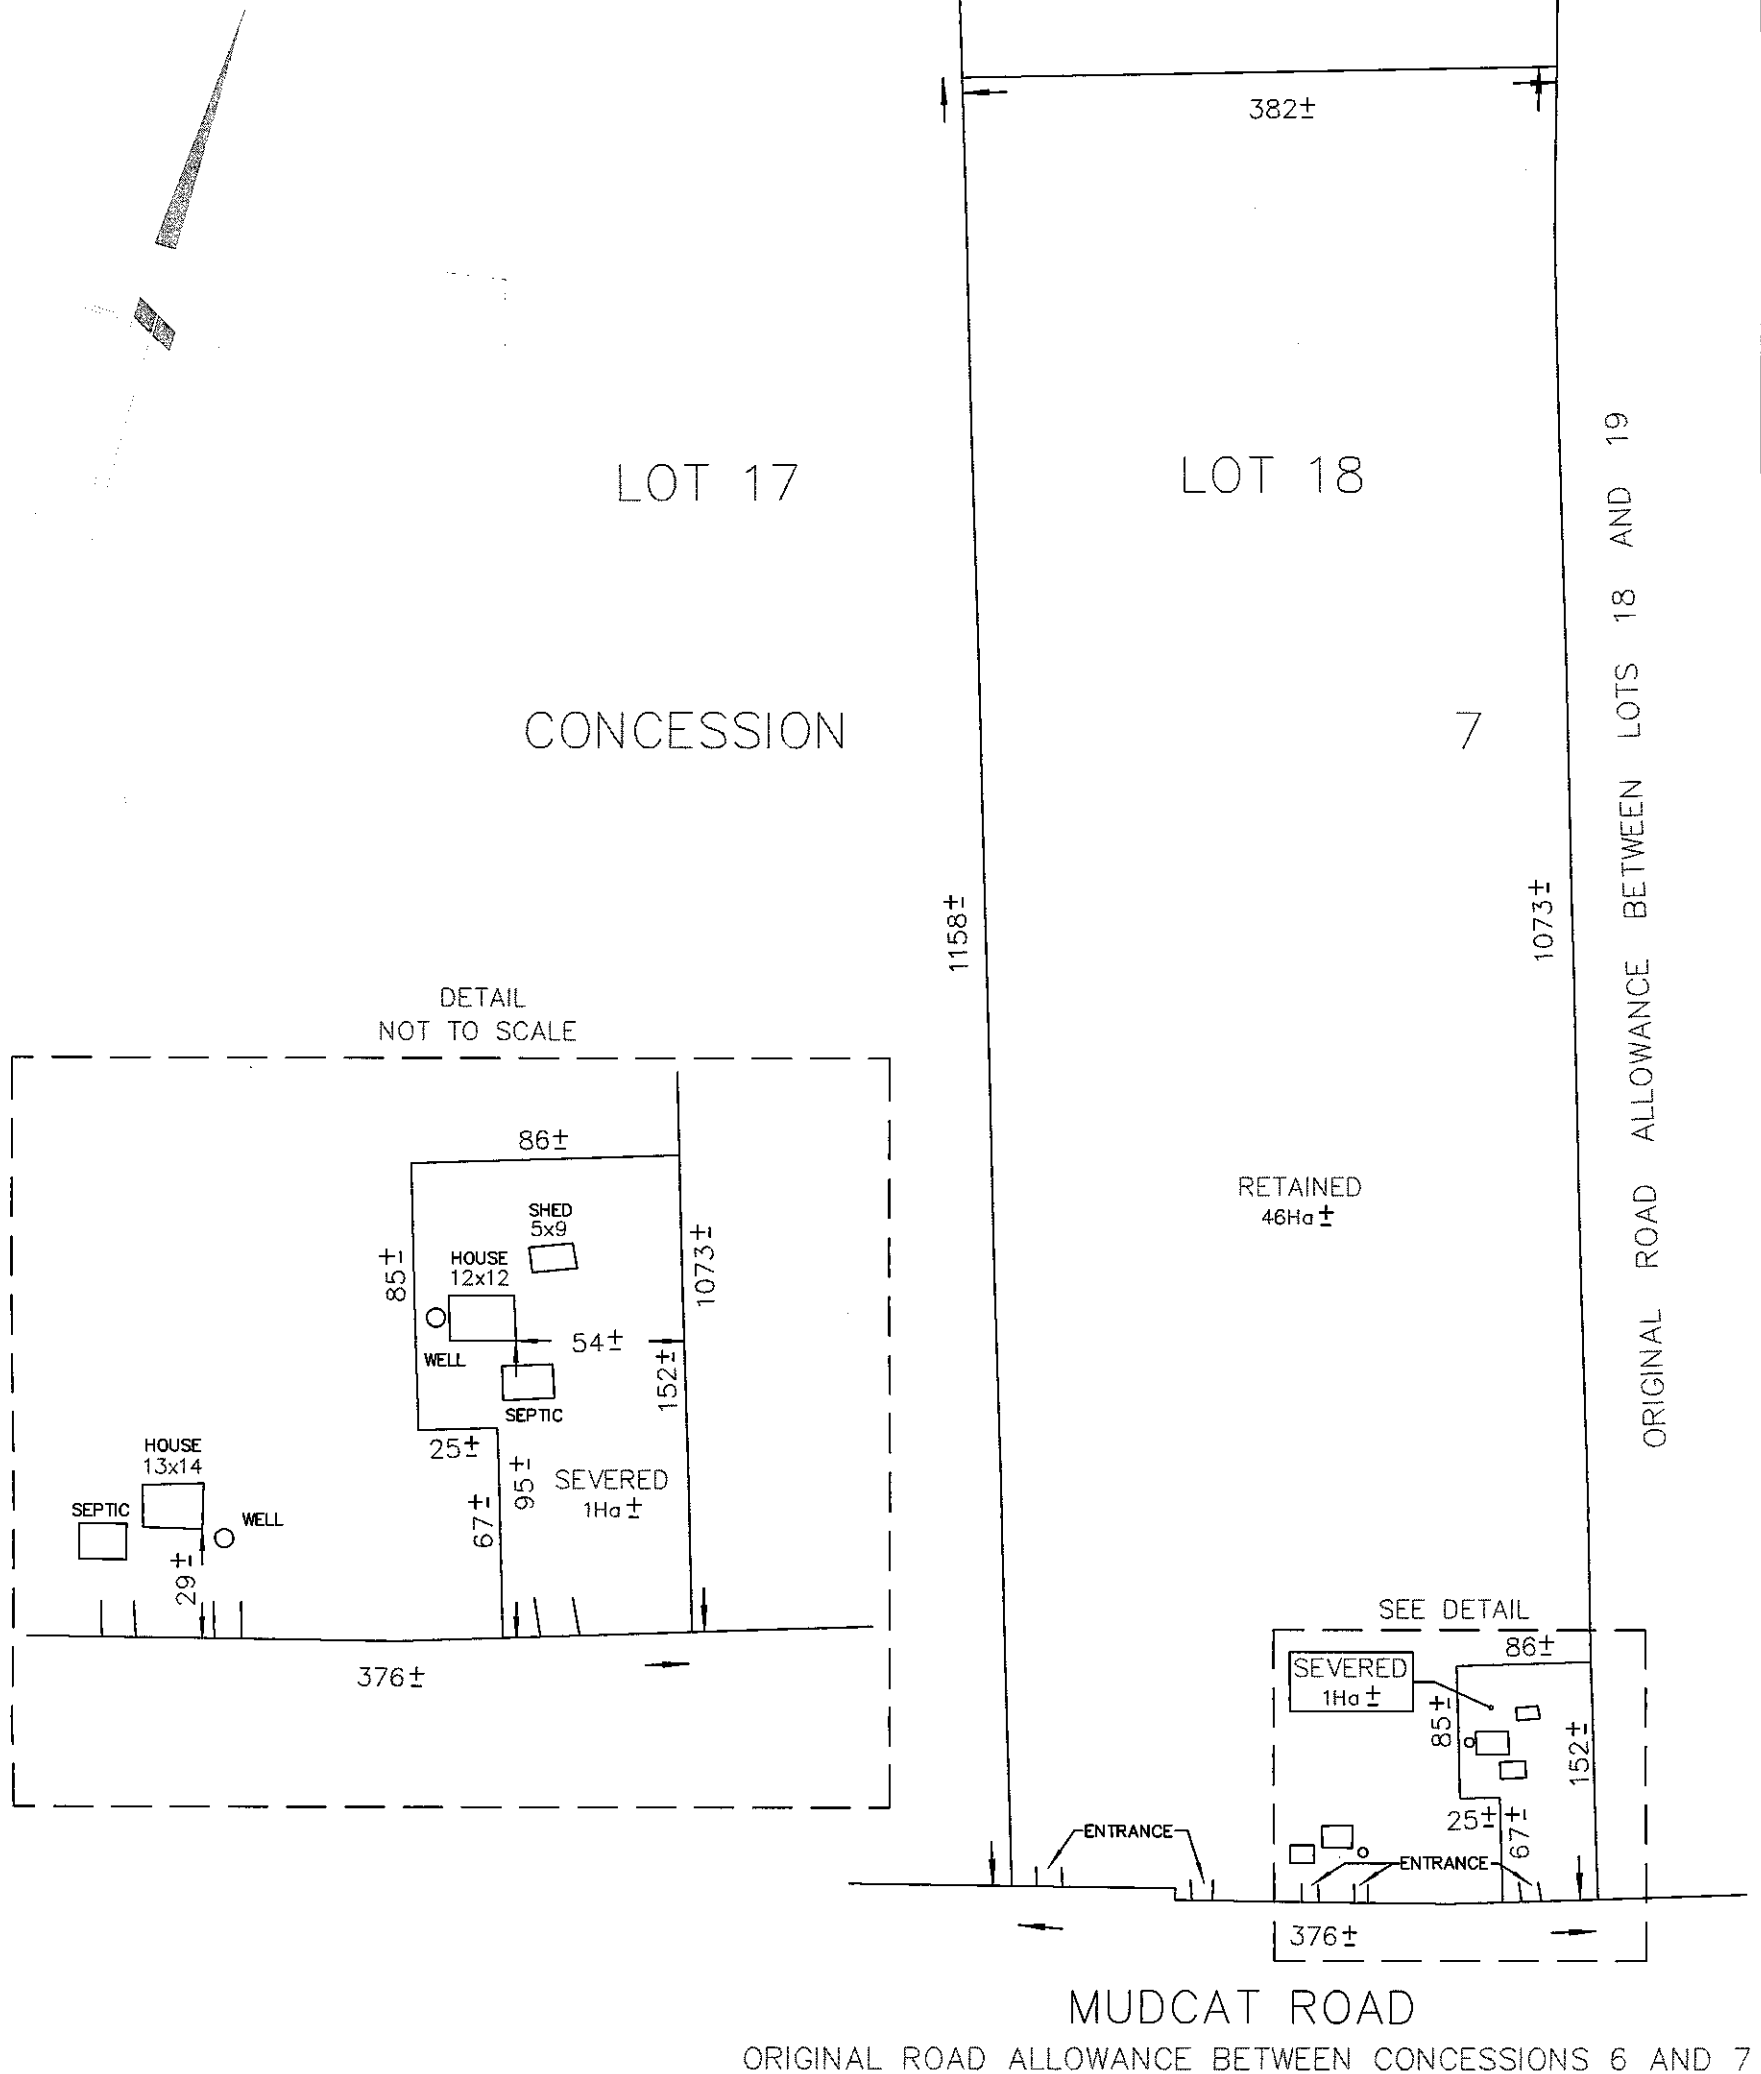 382±
LOT 17
LOT 18
CONCESSION
7
ORIGINAL ROAD ALLOWANCE BETWEEN LOTS 18 AND 19
1158±
1073±
DETAIL
NOT TO SCALE
86±
SHED
5x9
HOUSE
12x12
85±
1073±
WELL
54±
152±
SEPTIC
25±
95±
67±
SEVERED
1Ha±
HOUSE
13x14
SEPTIC
WELL
29±
376±
RETAINED
46Ha±
SEE DETAIL
86±
SEVERED
1Ha±
85±
152±
25±
67±
ENTRANCE
ENTRANCE
376±
MUDCAT ROAD
ORIGINAL ROAD ALLOWANCE BETWEEN CONCESSIONS 6 AND 7